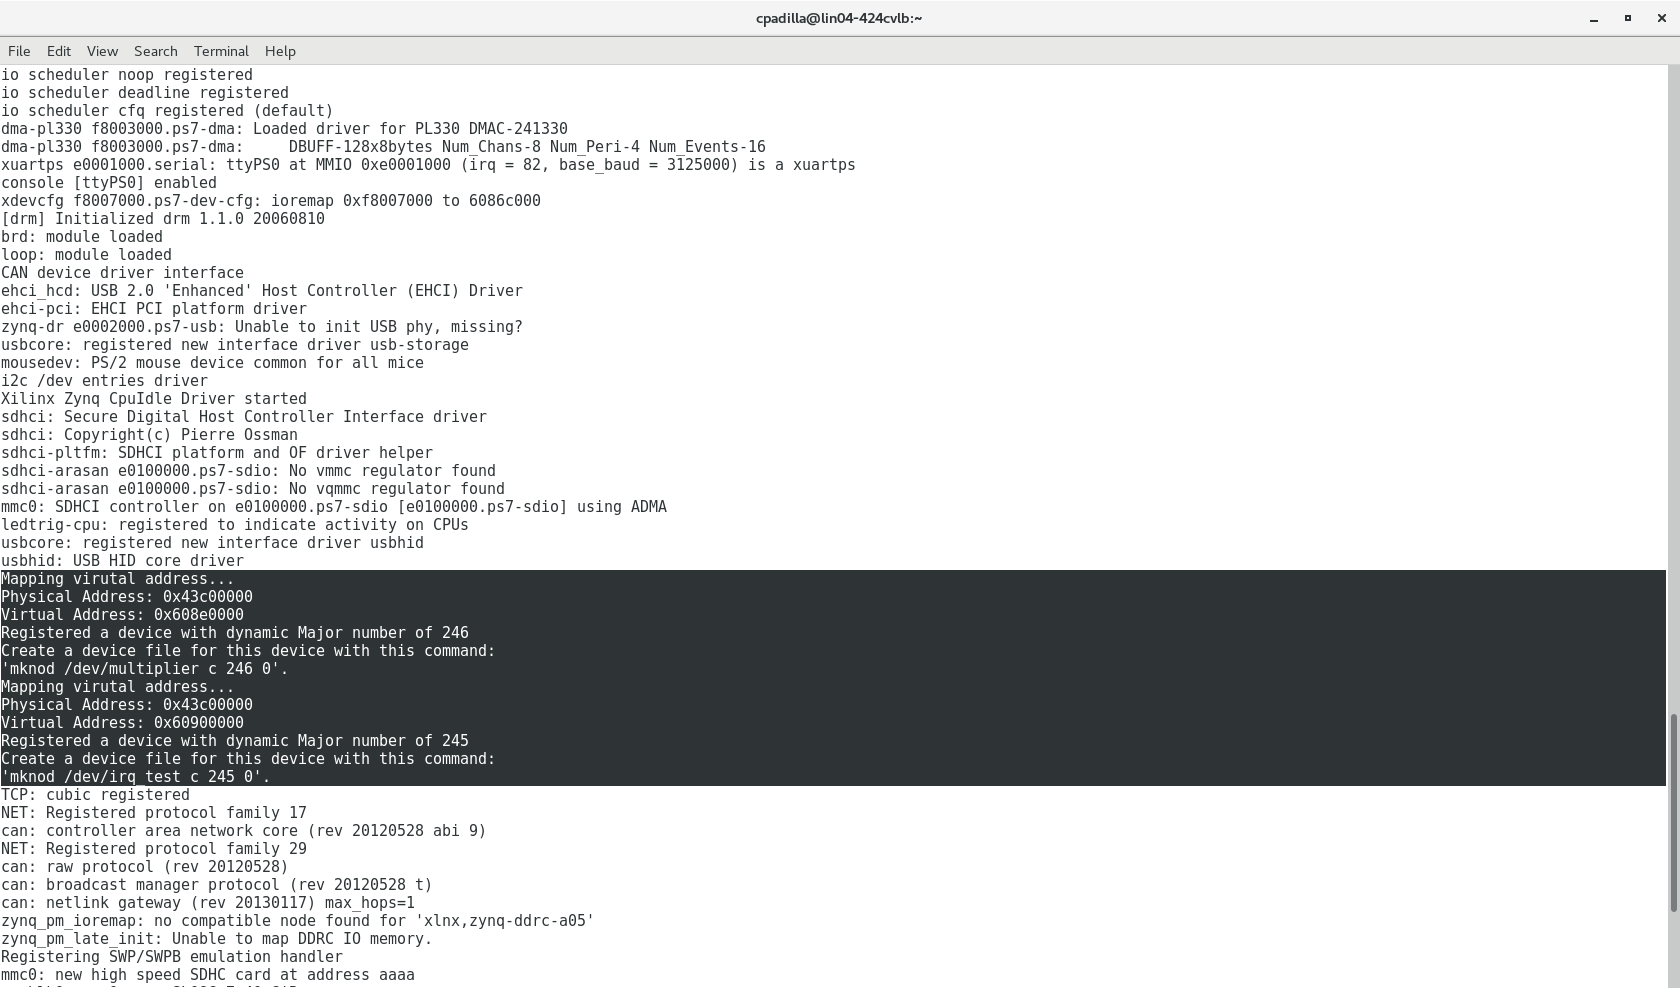 cpadilla@lin04-424cvlb:~
File Edit View Search Terminal Help
io scheduler noop registered
io scheduler deadline registered
io scheduler cfq registered (default)
dma-pl330 f8003000.ps7-dma: Loaded driver for PL330 DMAC-241330
dma-pl330 f8003000.ps7-dma:     DBUFF-128x8bytes Num_Chans-8 Num_Peri-4 Num_Events-16
xuartps e0001000.serial: ttyPS0 at MMIO 0xe0001000 (irq = 82, base_baud = 3125000) is a xuartps
console [ttyPS0] enabled
xdevcfg f8007000.ps7-dev-cfg: ioremap 0xf8007000 to 6086c000
[drm] Initialized drm 1.1.0 20060810
brd: module loaded
loop: module loaded
CAN device driver interface
ehci_hcd: USB 2.0 'Enhanced' Host Controller (EHCI) Driver
ehci-pci: EHCI PCI platform driver
zynq-dr e0002000.ps7-usb: Unable to init USB phy, missing?
usbcore: registered new interface driver usb-storage
mousedev: PS/2 mouse device common for all mice
i2c /dev entries driver
Xilinx Zynq CpuIdle Driver started
sdhci: Secure Digital Host Controller Interface driver
sdhci: Copyright(c) Pierre Ossman
sdhci-pltfm: SDHCI platform and OF driver helper
sdhci-arasan e0100000.ps7-sdio: No vmmc regulator found
sdhci-arasan e0100000.ps7-sdio: No vqmmc regulator found
mmc0: SDHCI controller on e0100000.ps7-sdio [e0100000.ps7-sdio] using ADMA
ledtrig-cpu: registered to indicate activity on CPUs
usbcore: registered new interface driver usbhid
usbhid: USB HID core driver
Mapping virutal address...
Physical Address: 0x43c00000
Virtual Address: 0x608e0000
Registered a device with dynamic Major number of 246
Create a device file for this device with this command:
'mknod /dev/multiplier c 246 0'.
Mapping virutal address...
Physical Address: 0x43c00000
Virtual Address: 0x60900000
Registered a device with dynamic Major number of 245
Create a device file for this device with this command:
'mknod /dev/irq_test c 245 0'.
TCP: cubic registered
NET: Registered protocol family 17
can: controller area network core (rev 20120528 abi 9)
NET: Registered protocol family 29
can: raw protocol (rev 20120528)
can: broadcast manager protocol (rev 20120528 t)
can: netlink gateway (rev 20130117) max_hops=1
zynq_pm_ioremap: no compatible node found for 'xlnx,zynq-ddrc-a05'
zynq_pm_late_init: Unable to map DDRC IO memory.
Registering SWP/SWPB emulation handler
mmc0: new high speed SDHC card at address aaaa